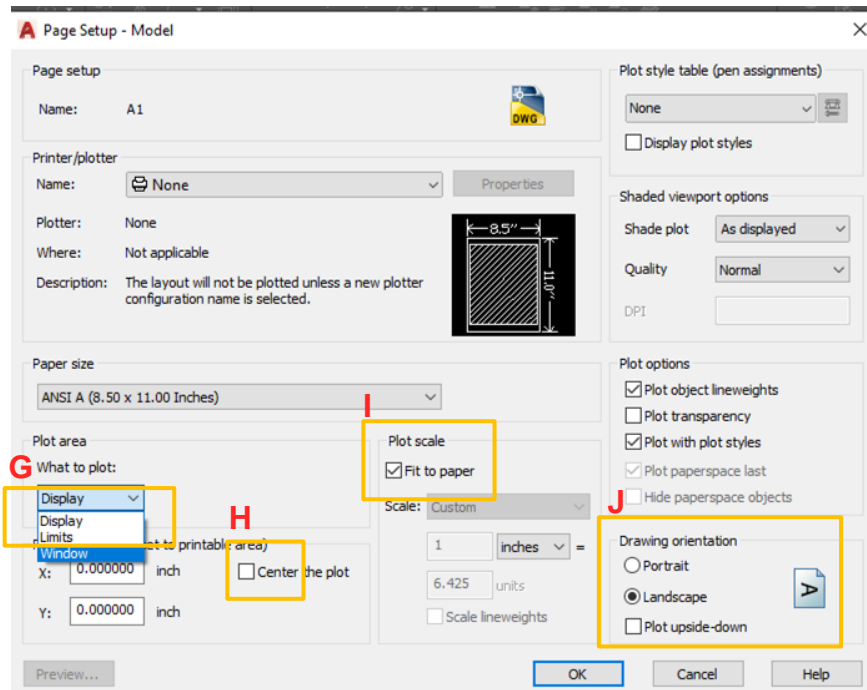 Page Setup - Model
Page setup
Name: A1
DWG
Printer/plotter
Name: None
Properties
Plotter: None
Where: Not applicable
Description: The layout will not be plotted unless a new plotter
configuration name is selected.
8.5"
11.0"
Paper size
ANSI A (8.50 x 11.00 Inches)
G
Plot area
What to plot:
Display
Display
Limits
Window
to printable area)
H
X: 0.000000 inch
Center the plot
Y: 0.000000 inch
I
Plot scale
Fit to paper
Scale: Custom
1 inches =
6.425 units
Scale lineweights
Plot style table (pen assignments)
None
Display plot styles
Shaded viewport options
Shade plot As displayed
Quality Normal
DPI
Plot options
Plot object lineweights
Plot transparency
Plot with plot styles
Plot paperspace last
Hide paperspace objects
J
Drawing orientation
Portrait
Landscape
A
Plot upside-down
Preview...
OK
Cancel
Help